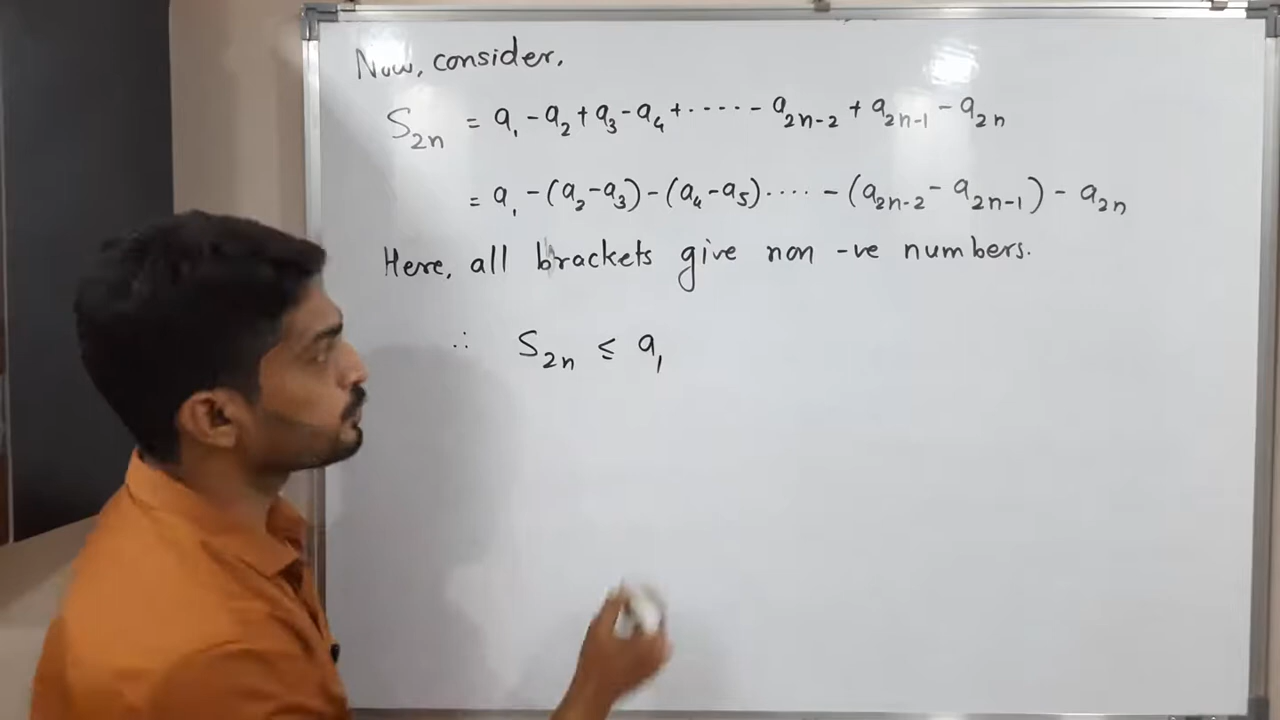 Now, consider,
S₂ₙ = a₁ - a₂ + a₃ - a₄ + ..... - a₂ₙ₋₂ + a₂ₙ₋₁ - a₂ₙ
= a₁ - (a₂ - a₃) - (a₄ - a₅) .... - (a₂ₙ₋₂ - a₂ₙ₋₁) - a₂ₙ
Here, all brackets give non -ve numbers.
∴ S₂ₙ ≤ a₁